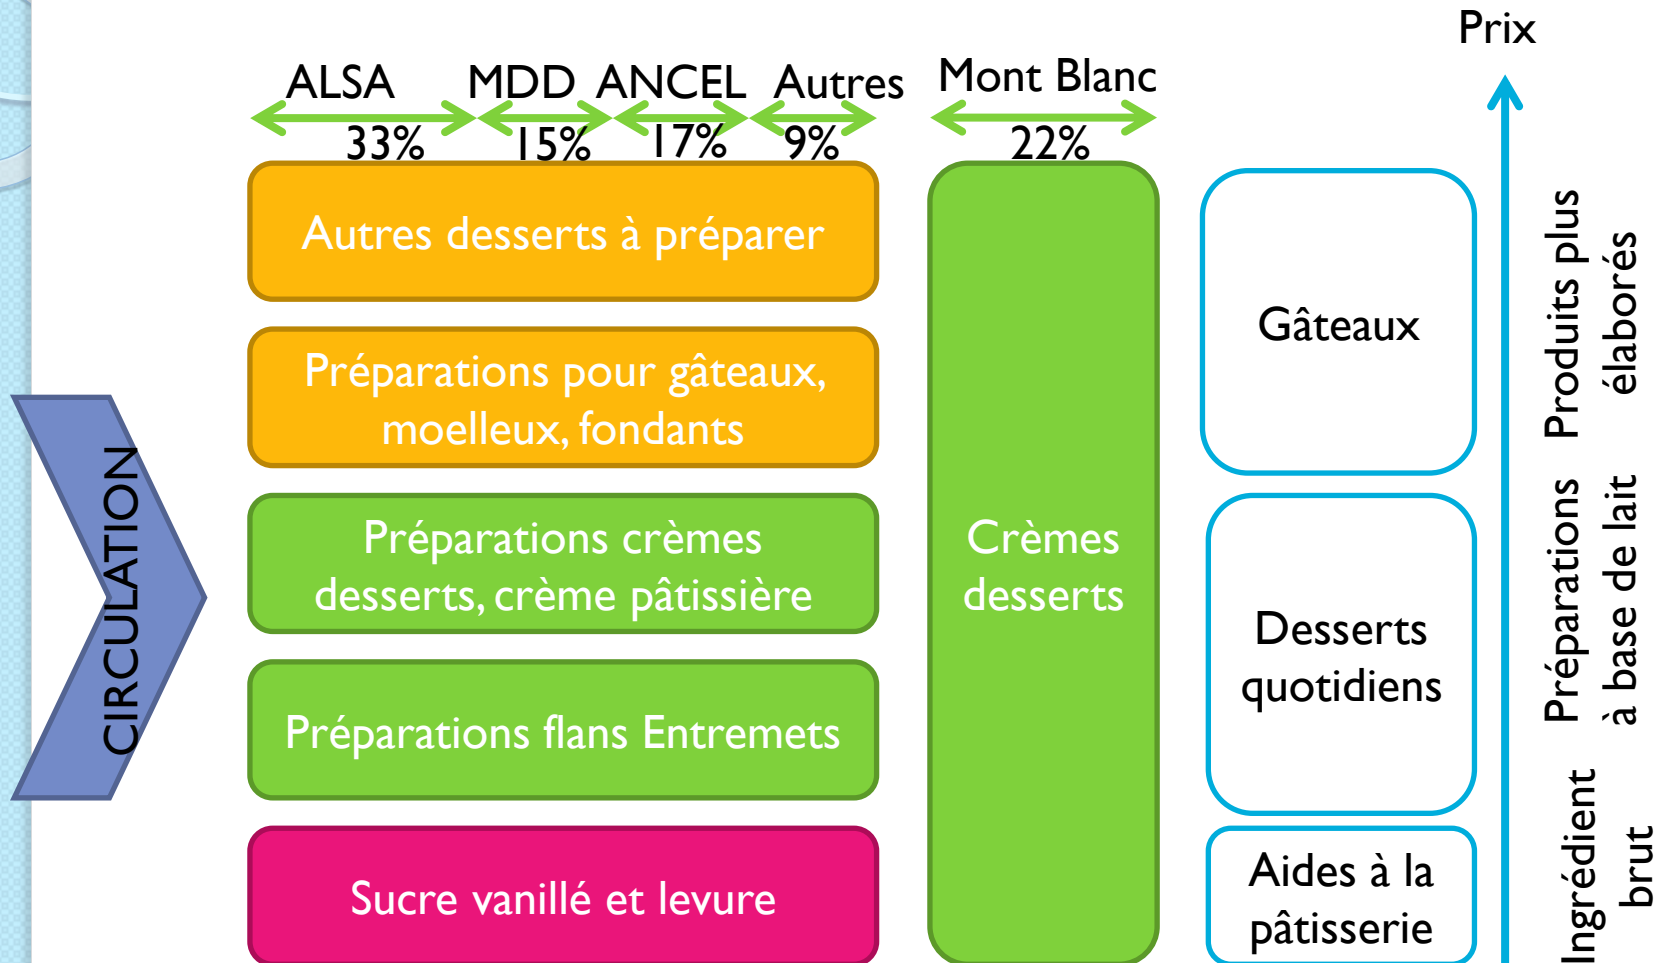 Prix
ALSA
MDD
ANCEL
Autres
Mont Blanc
33%
15%
17%
9%
22%
Autres desserts à préparer
Préparations pour gâteaux,
moelleux, fondants
Préparations crèmes
desserts, crème pâtissière
Préparations flans Entremets
Sucre vanillé et levure
CIRCULATION
Crèmes
desserts
Gâteaux
Desserts
quotidiens
Aides à la
pâtisserie
Produits plus
élaborés
Préparations
à base de lait
Ingrédient
brut